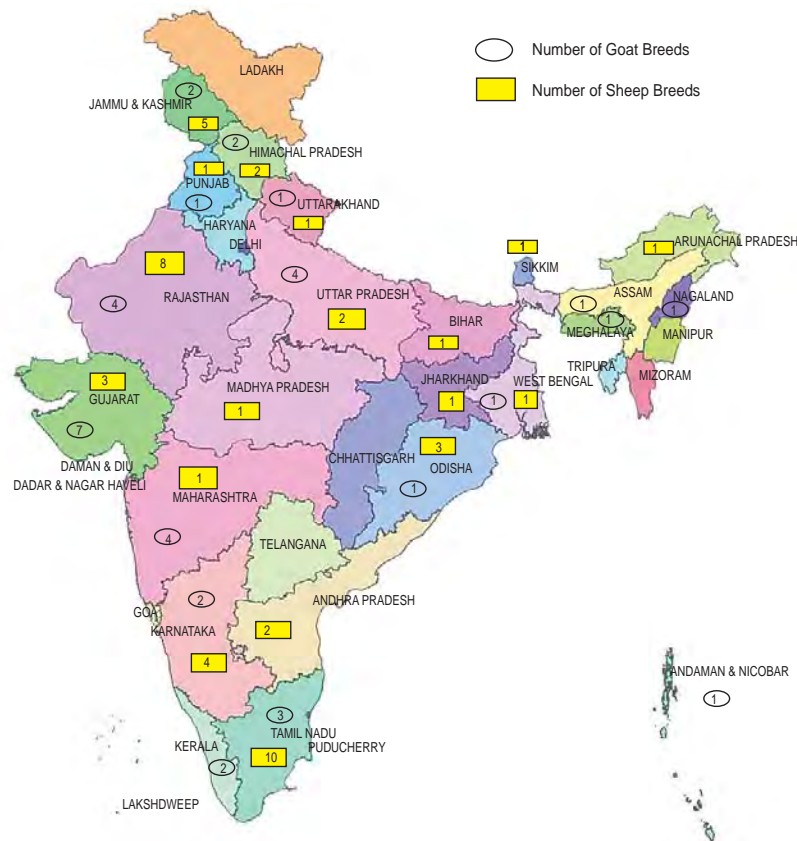 Number of Goat Breeds
LADAKH
2
Number of Sheep Breeds
JAMMU & KASHMIR
5
2
HIMACHAL PRADESH
1
2
PUNJAB
1
1
UTTARAKHAND
1
HARYANA
DELHI
1
SIKKIM
1
ARUNACHAL PRADESH
8
RAJASTHAN
4
4
UTTAR PRADESH
2
BIHAR
1
ASSAM
1
NAGALAND
1
1
MEGHALAYA
MANIPUR
TRIPURA
MIZORAM
3
GUJARAT
7
MADHYA PRADESH
1
JHARKHAND
1
WEST BENGAL
1
1
DAMAN & DIU
DADAR & NAGAR HAVELI
1
MAHARASHTRA
4
CHHATTISGARH
3
ODISHA
1
TELANGANA
2
GOA
KARNATAKA
4
ANDHRA PRADESH
2
ANDAMAN & NICOBAR
1
3
TAMIL NADU
PUDUCHERRY
10
KERALA
2
LAKSHDWEEP